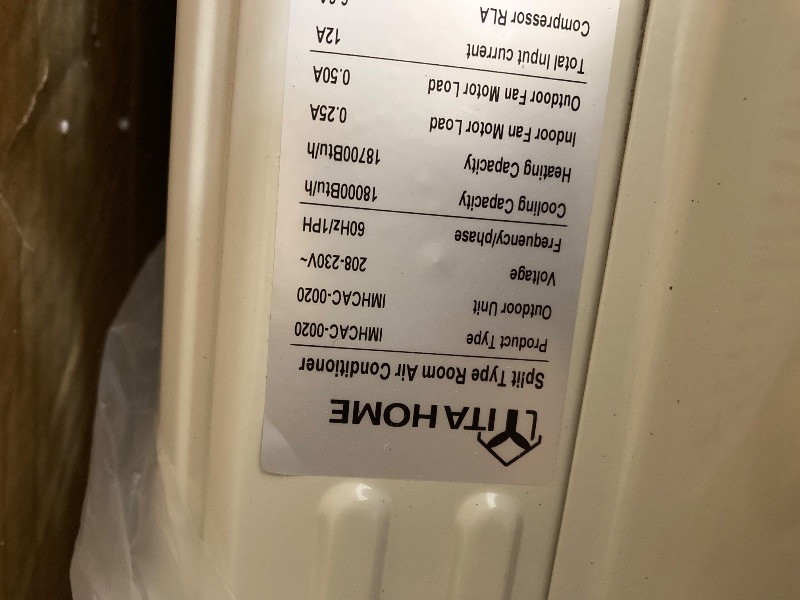 YITAHOME
Split Type Room Air Conditioner
Product Type IMHCAC-0020
Outdoor Unit IMHCAC-0020
Voltage 208-230V~
Frequency/phase 60Hz/1PH
Cooling Capacity 18000Btu/h
Heating Capacity 18700Btu/h
Indoor Fan Motor Load 0.25A
Outdoor Fan Motor Load 0.50A
Total Input current 12A
Compressor RLA